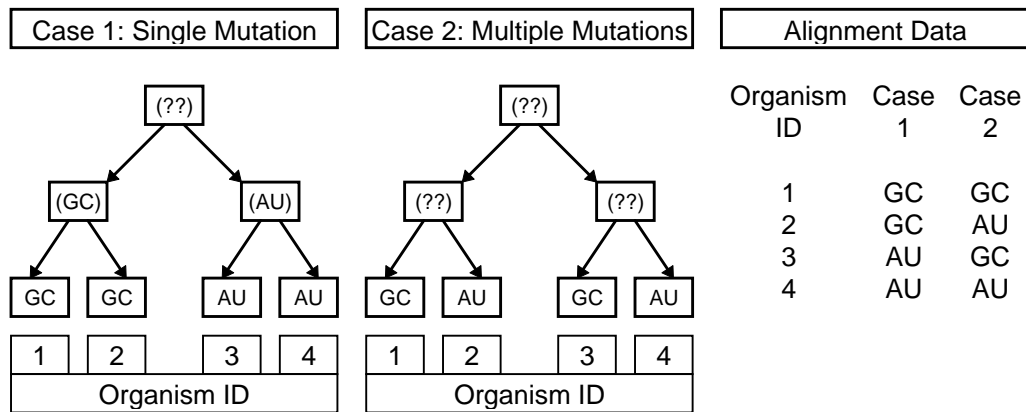 Case 1: Single Mutation
(??)
(GC) (AU)
GC GC AU AU
1 2 3 4
Organism ID
Case 2: Multiple Mutations
(??)
(??) (??)
GC AU GC AU
1 2 3 4
Organism ID
Alignment Data
Organism Case Case
ID 1 2
1 GC GC
2 GC AU
3 AU GC
4 AU AU